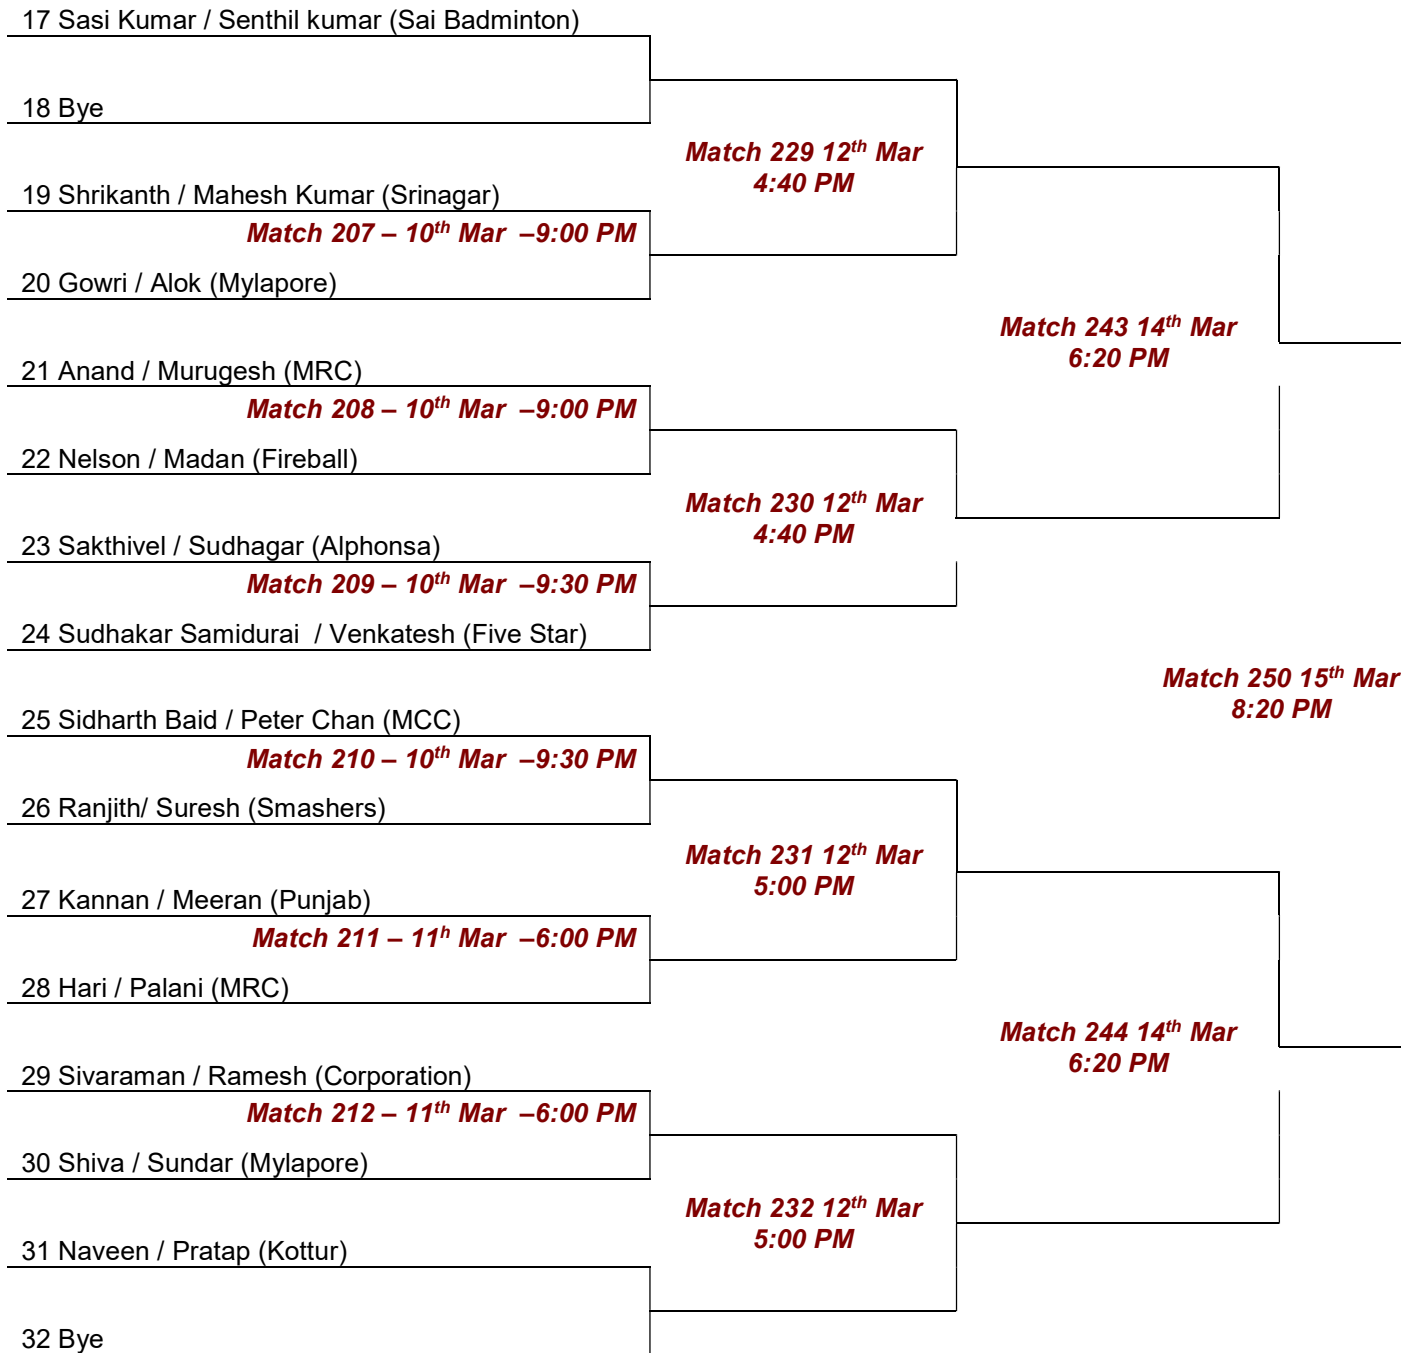 17 Sasi Kumar / Senthil kumar (Sai Badminton)
18 Bye
Match 229 12th Mar
4:40 PM
19 Shrikanth / Mahesh Kumar (Srinagar)
Match 207 – 10th Mar –9:00 PM
20 Gowri / Alok (Mylapore)
Match 243 14th Mar
6:20 PM
21 Anand / Murugesh (MRC)
Match 208 – 10th Mar –9:00 PM
22 Nelson / Madan (Fireball)
Match 230 12th Mar
4:40 PM
23 Sakthivel / Sudhagar (Alphonsa)
Match 209 – 10th Mar –9:30 PM
24 Sudhakar Samidurai / Venkatesh (Five Star)
Match 250 15th Mar
8:20 PM
25 Sidharth Baid / Peter Chan (MCC)
Match 210 – 10th Mar –9:30 PM
26 Ranjith/ Suresh (Smashers)
Match 231 12th Mar
5:00 PM
27 Kannan / Meeran (Punjab)
Match 211 – 11h Mar –6:00 PM
28 Hari / Palani (MRC)
Match 244 14th Mar
6:20 PM
29 Sivaraman / Ramesh (Corporation)
Match 212 – 11th Mar –6:00 PM
30 Shiva / Sundar (Mylapore)
Match 232 12th Mar
5:00 PM
31 Naveen / Pratap (Kottur)
32 Bye